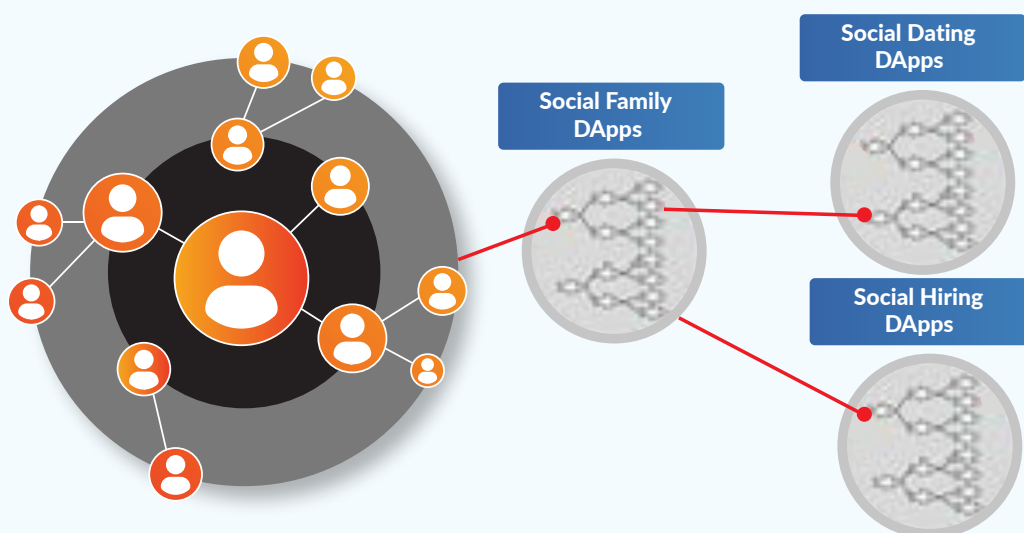 Social Family
DApps
Social Dating
DApps
Social Hiring
DApps